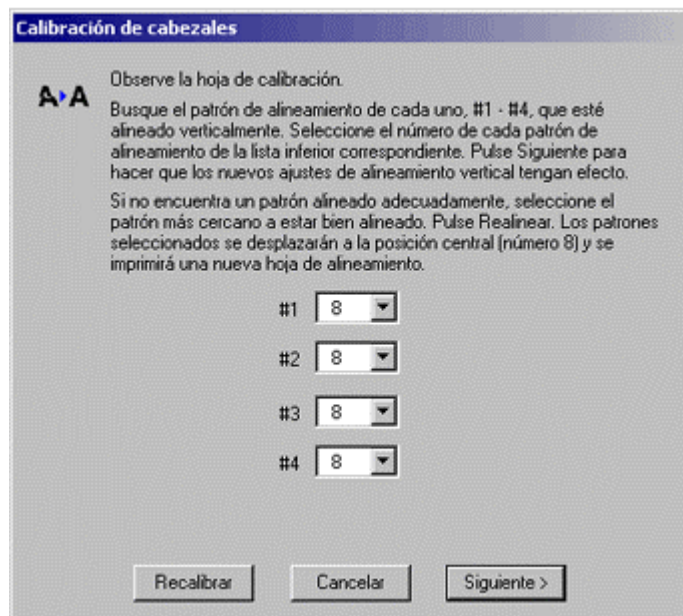 Calibración de cabezales
Observe la hoja de calibración.
A A
Busque el patrón de alineamiento de cada uno, #1 - #4, que esté
alineado verticalmente. Seleccione el número de cada patrón de
alineamiento de la lista inferior correspondiente. Pulse Siguiente para
hacer que los nuevos ajustes de alineamiento vertical tengan efecto.
Si no encuentra un patrón alineado adecuadamente, seleccione el
patrón más cercano a estar bien alineado. Pulse Realinear. Los patrones
seleccionados se desplazarán a la posición central (número 8) y se
imprimirá una nueva hoja de alineamiento.
#1 8
#2 8
#3 8
#4 8
Recalibrar Cancelar Siguiente >